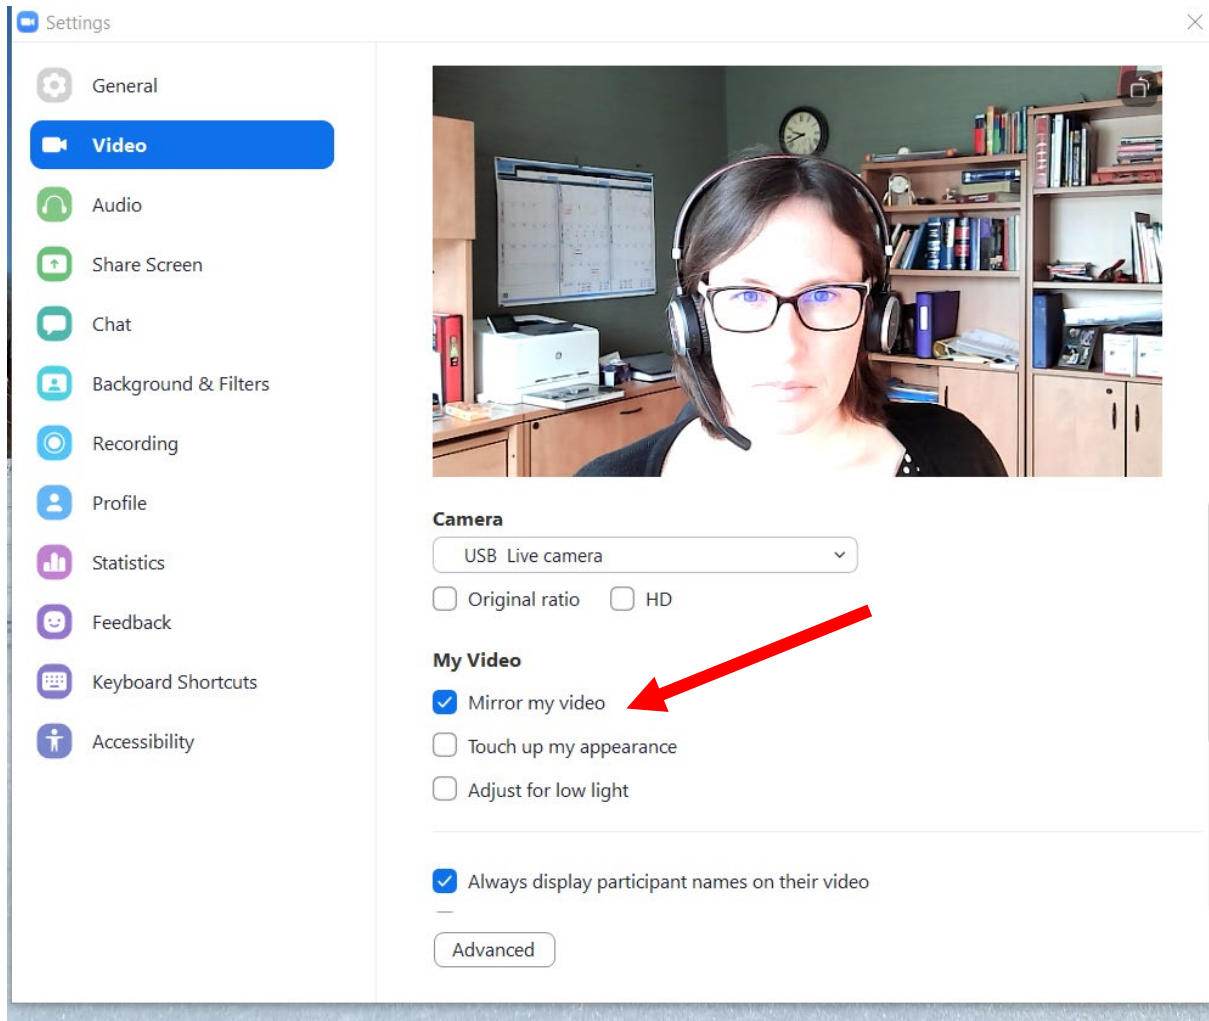 Settings
General
Video
Audio
Share Screen
Chat
Background & Filters
Recording
Profile
Statistics
Feedback
Keyboard Shortcuts
Accessibility
Camera
USB Live camera
Original ratio HD
My Video
Mirror my video
Touch up my appearance
Adjust for low light
Always display participant names on their video
Advanced